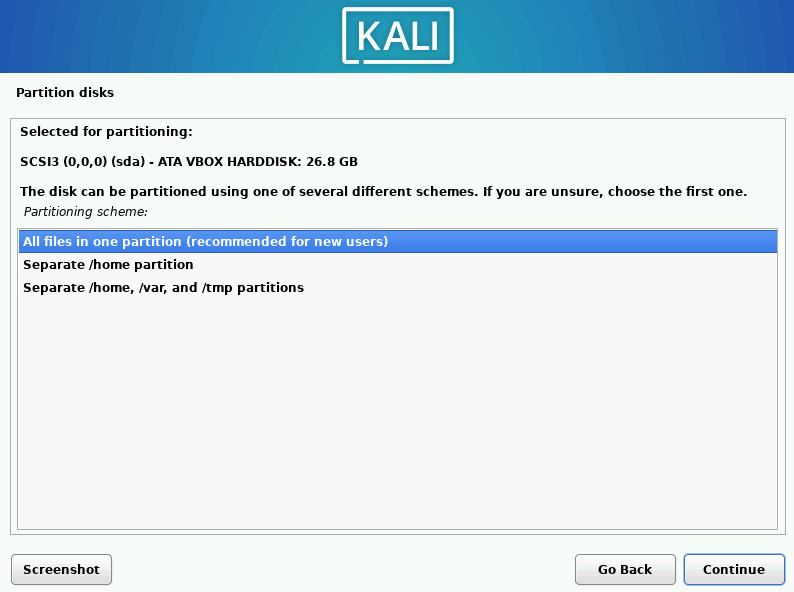 KALI
Partition disks
Selected for partitioning:
SCSI3 (0,0,0) (sda) - ATA VBOX HARDDISK: 26.8 GB
The disk can be partitioned using one of several different schemes. If you are unsure, choose the first one.
Partitioning scheme:
All files in one partition (recommended for new users)
Separate /home partition
Separate /home, /var, and /tmp partitions
Screenshot
Go Back
Continue